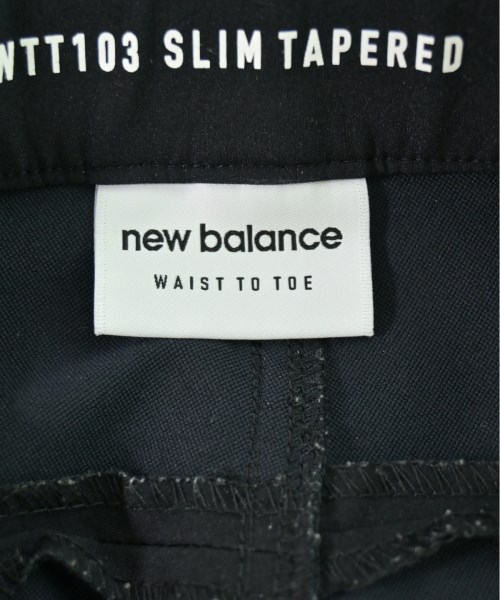 WTT103 SLIM TAPERED
new balance
WAIST TO TOE